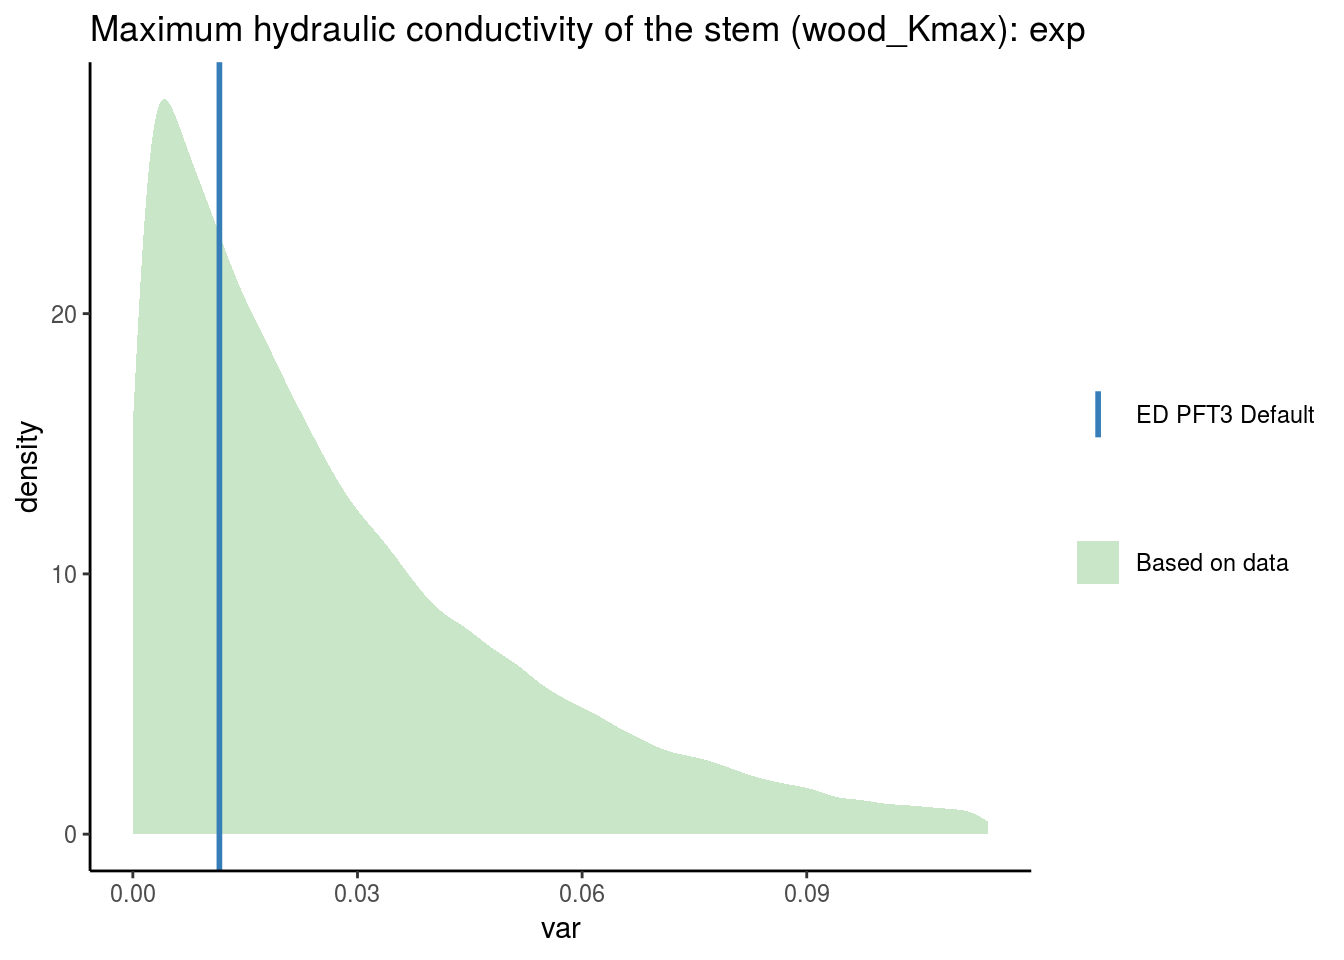 Maximum hydraulic conductivity of the stem (wood_Kmax): exp
density
20
10
0
0.00
0.03
0.06
0.09
var
ED PFT3 Default
Based on data